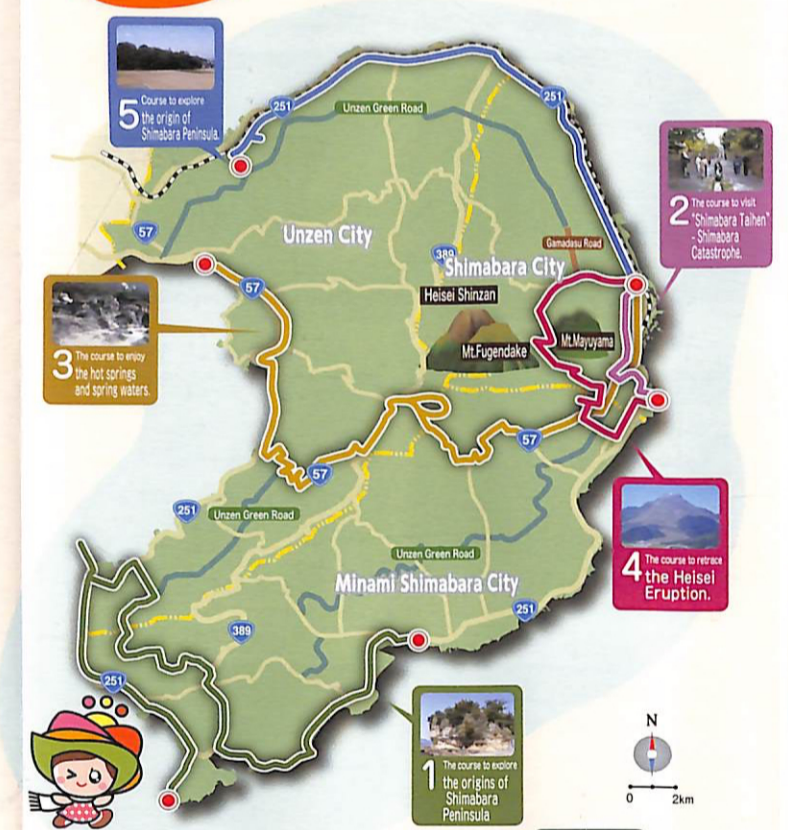 5
Course to explore
the origin of
Shimabara Peninsula.
251
Unzen Green Road
251
2
The course to visit
"Shimabara Taihen"
- Shimabara
Catastrophe.
57
Unzen City
Gamadasu Road
389
Shimabara City
57
Heisei Shinzan
Mt.Fugendake
Mt.Mayuyama
3
The course to enjoy
the hot springs
and spring waters.
57
57
251
Unzen Green Road
4
The course to retrace
the Heisei
Eruption.
Unzen Green Road
Minami Shimabara City
251
389
251
1
The course to explore
the origins of
Shimabara
Peninsula
N
0 2km